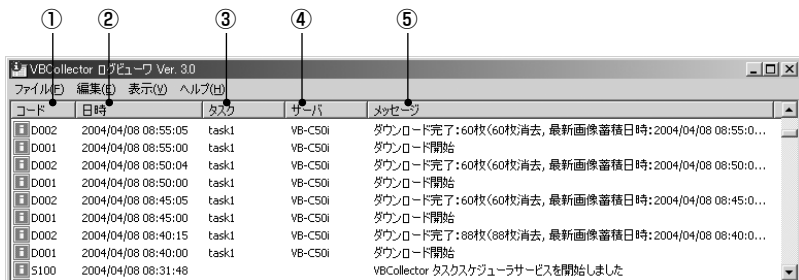 ① ② ③ ④ ⑤
VBCollector ログビューワ Ver. 3.0
ファイル(F) 編集(E) 表示(V) ヘルプ(H)
コード 日時 タスク サーバ メッセージ
D002 2004/04/08 08:55:05 task1 VB-C50i ダウンロード完了:60枚(60枚消去, 最新画像蓄積日時:2004/04/08 08:55:0...
D001 2004/04/08 08:55:00 task1 VB-C50i ダウンロード開始
D002 2004/04/08 08:50:04 task1 VB-C50i ダウンロード完了:60枚(60枚消去, 最新画像蓄積日時:2004/04/08 08:50:0...
D001 2004/04/08 08:50:00 task1 VB-C50i ダウンロード開始
D002 2004/04/08 08:45:05 task1 VB-C50i ダウンロード完了:60枚(60枚消去, 最新画像蓄積日時:2004/04/08 08:45:0...
D001 2004/04/08 08:45:00 task1 VB-C50i ダウンロード開始
D002 2004/04/08 08:40:15 task1 VB-C50i ダウンロード完了:88枚(88枚消去, 最新画像蓄積日時:2004/04/08 08:40:0...
D001 2004/04/08 08:40:00 task1 VB-C50i ダウンロード開始
S100 2004/04/08 08:31:48 VBCollector タスクスケジューラサービスを開始しました